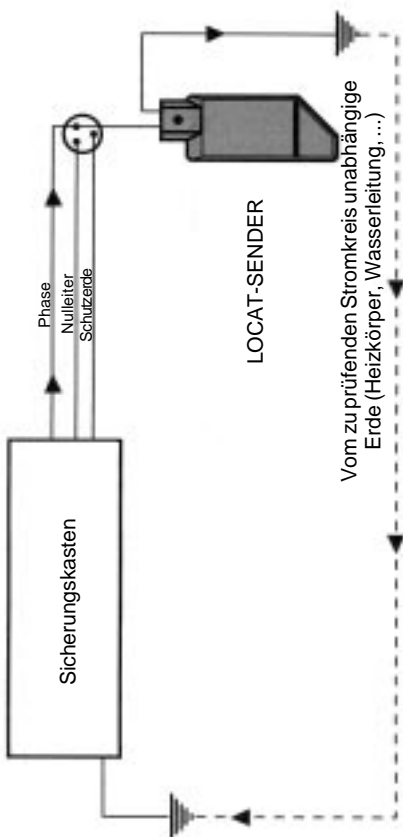 Sicherungskasten
Phase
Nulleiter
Schutzerde
LOCAT-SENDER
Vom zu prüfenden Stromkreis unabhängige
Erde (Heizkörper, Wasserleitung, ...)